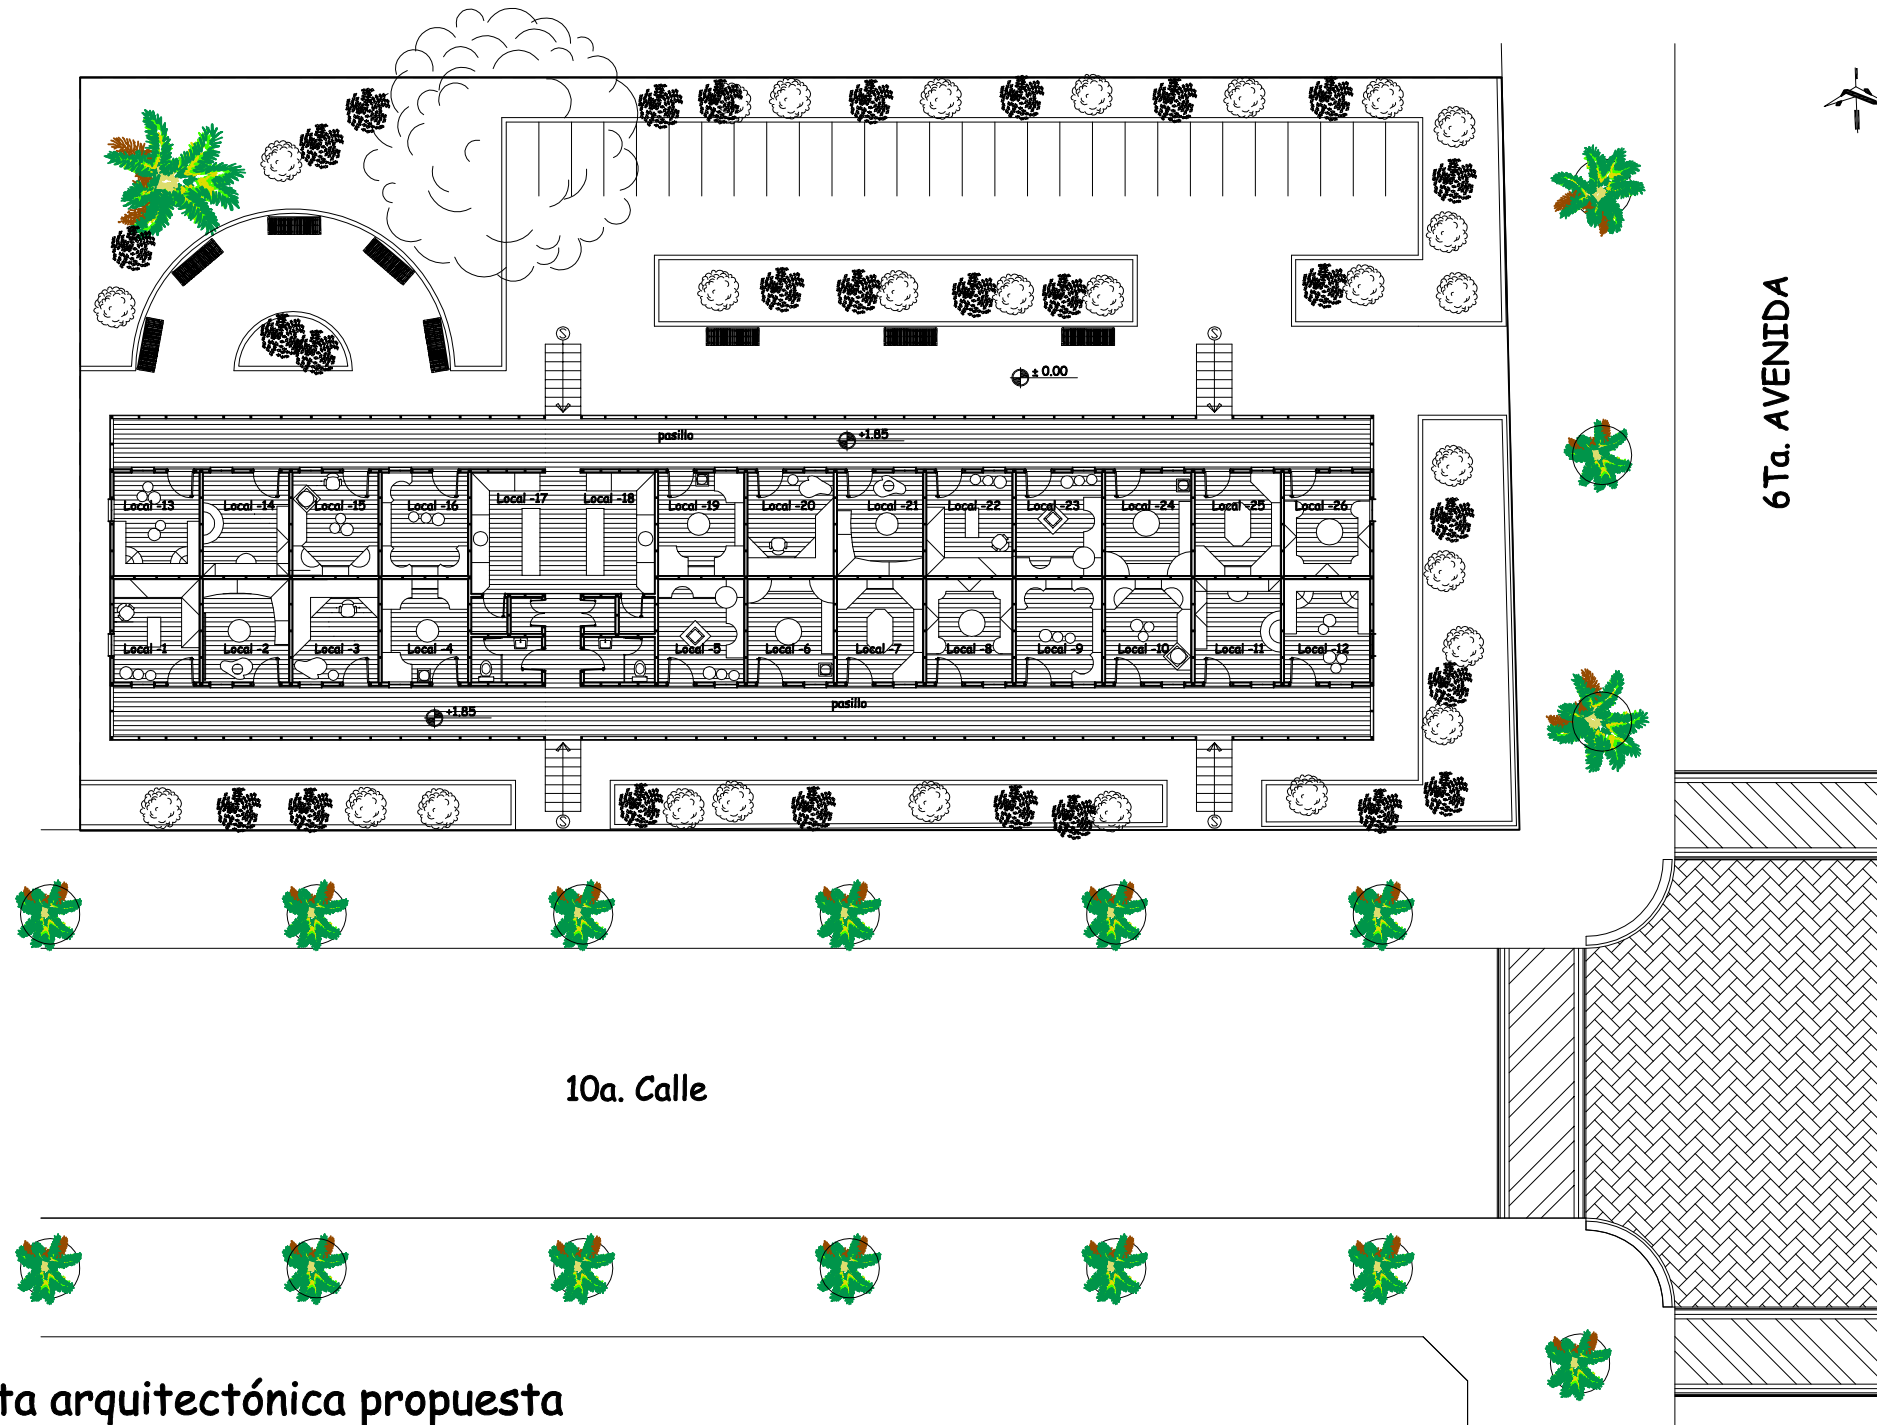 S
S
± 0.00
6Ta. AVENIDA
pasillo
+1.85
Local -13
Local -14
Local -15
Local -16
Local -17
Local -18
Local -19
Local -20
Local -21
Local -22
Local -23
Local -24
Local -25
Local -26
Local -1
Local -2
Local -3
Local -4
Local -5
Local -6
Local -7
Local -8
Local -9
Local -10
Local -11
Local -12
+1.85
pasillo
S
S
10a. Calle
ta arquitectónica propuesta